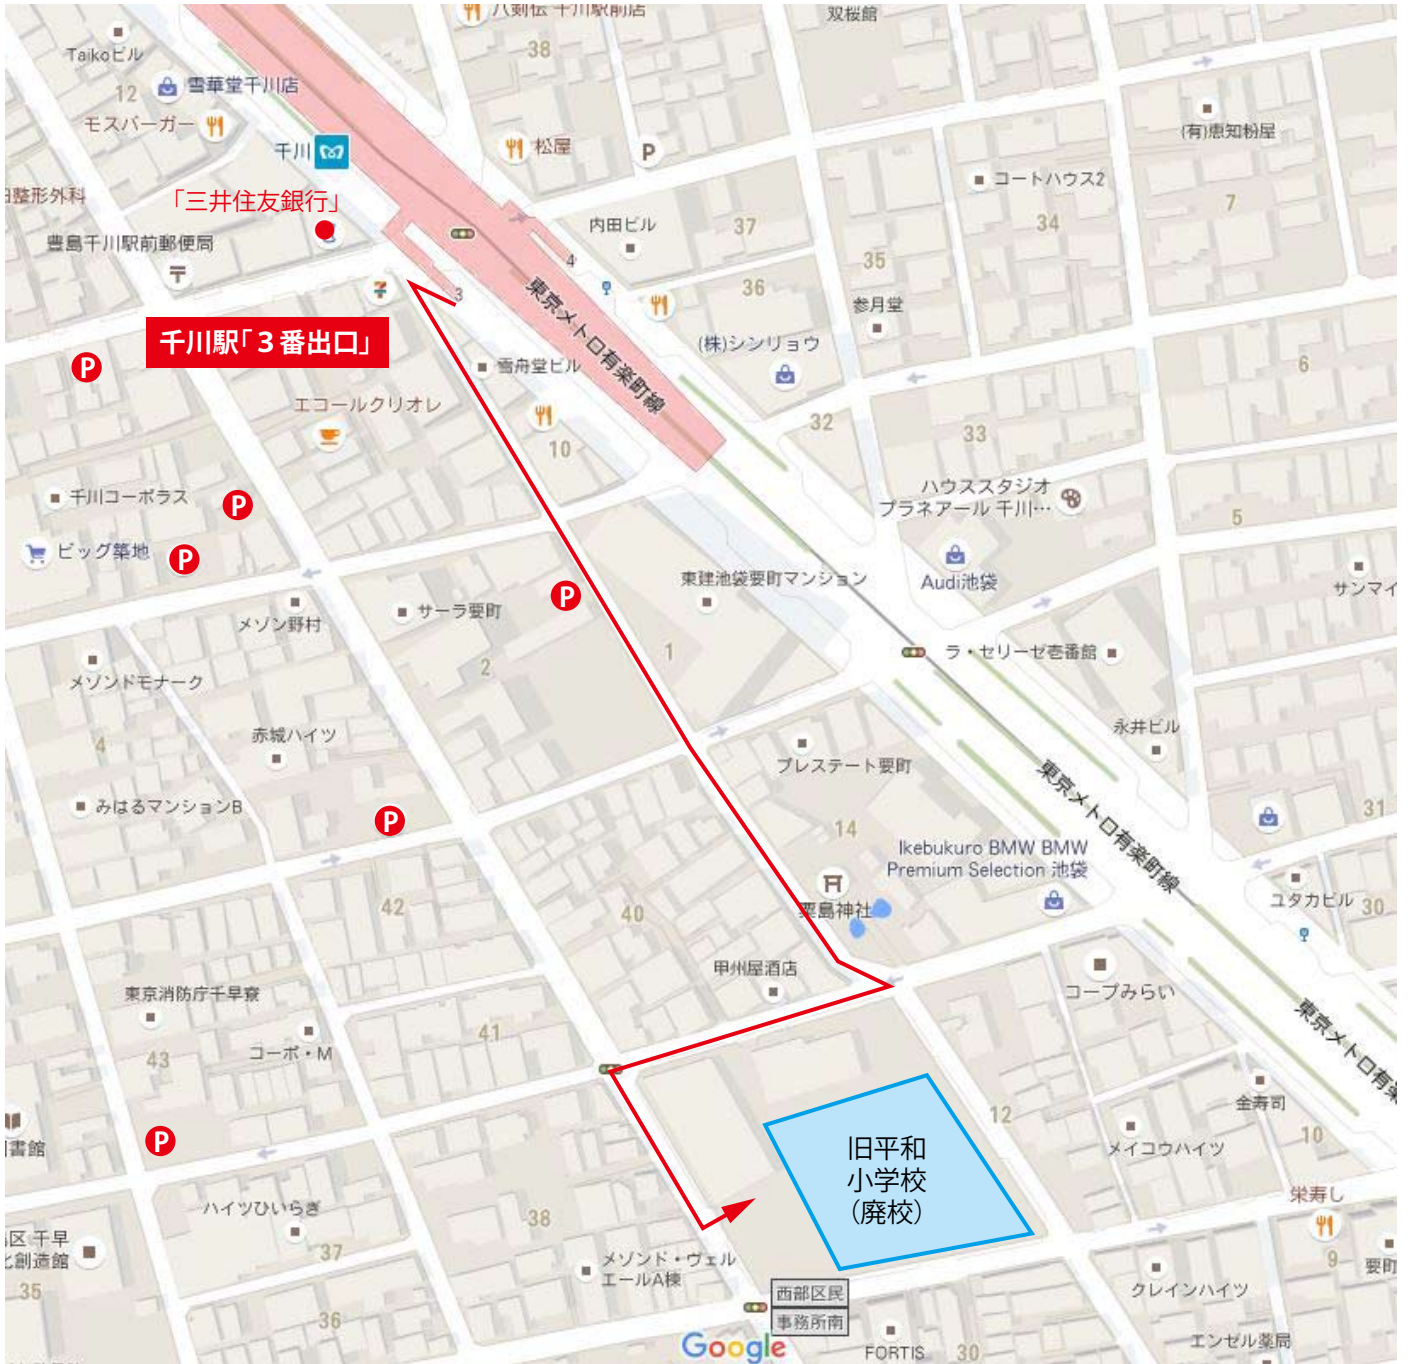 八剣伝 千川駅前店
双桜館
Taikoビル
38
12
雪華堂千川店
モスバーガー
千川
松屋
P
(有)恵知粉屋
コートハウス2
整形外科
「三井住友銀行」
7
34
内田ビル
37
豊島千川駅前郵便局
4
35
36
3
参月堂
東京メトロ有楽町線
千川駅「３番出口」
(株)シンリョウ
P
雪舟堂ビル
6
エコールクリオレ
32
33
10
ハウススタジオ
プラネアール 千川…
千川コーポラス
P
5
ビッグ築地
P
東建池袋要町マンション
Audi池袋
サンマイ
P
メゾン野村
サーラ要町
1
ラ・セリーゼ壱番館
2
メゾンドモナーク
赤城ハイツ
4
永井ビル
プレステート要町
東京メトロ有楽町線
みはるマンションB
P
14
31
Ikebukuro BMW BMW
Premium Selection 池袋
粟島神社
42
40
ユタカビル
30
甲州屋酒店
コープみらい
東京消防庁千早寮
東京メトロ有楽
41
コーポ・M
43
金寿司
12
書館
P
旧平和
小学校
（廃校）
メイコウハイツ
10
栄寿し
ハイツひいらぎ
38
区 千早
創造館
37
メゾンド・ヴェル
エールA棟
9
要町
35
西部区民
事務所南
クレインハイツ
36
Google
FORTIS
30
エンゼル薬局